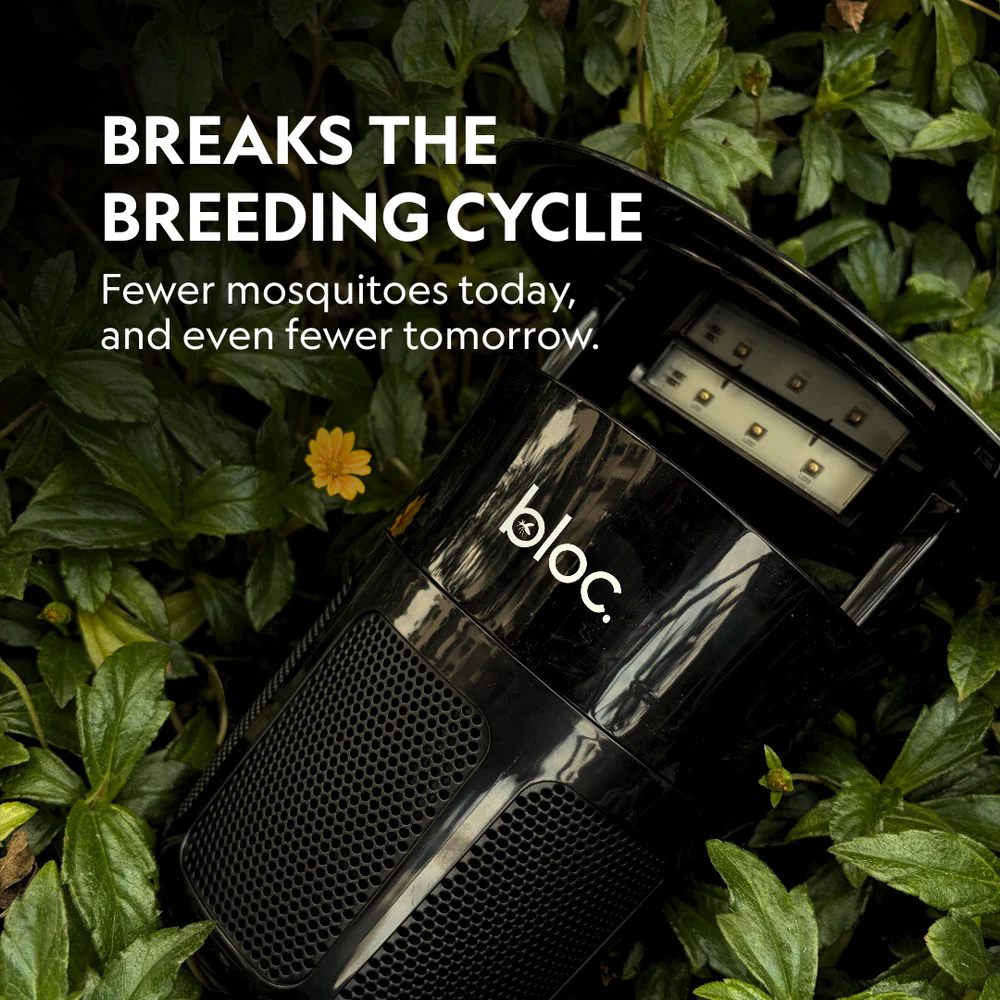 BREAKS THE
BREEDING CYCLE
Fewer mosquitoes today,
and even fewer tomorrow.
bloc.